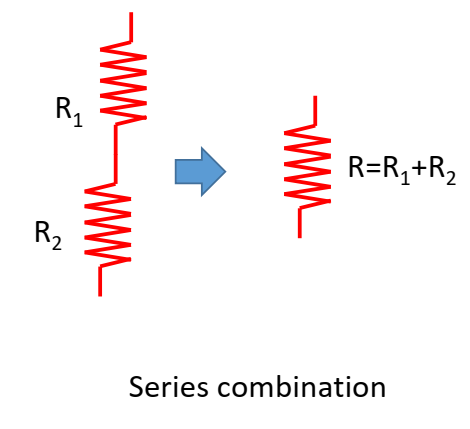 R₁
R₂
R=R₁+R₂
Series combination